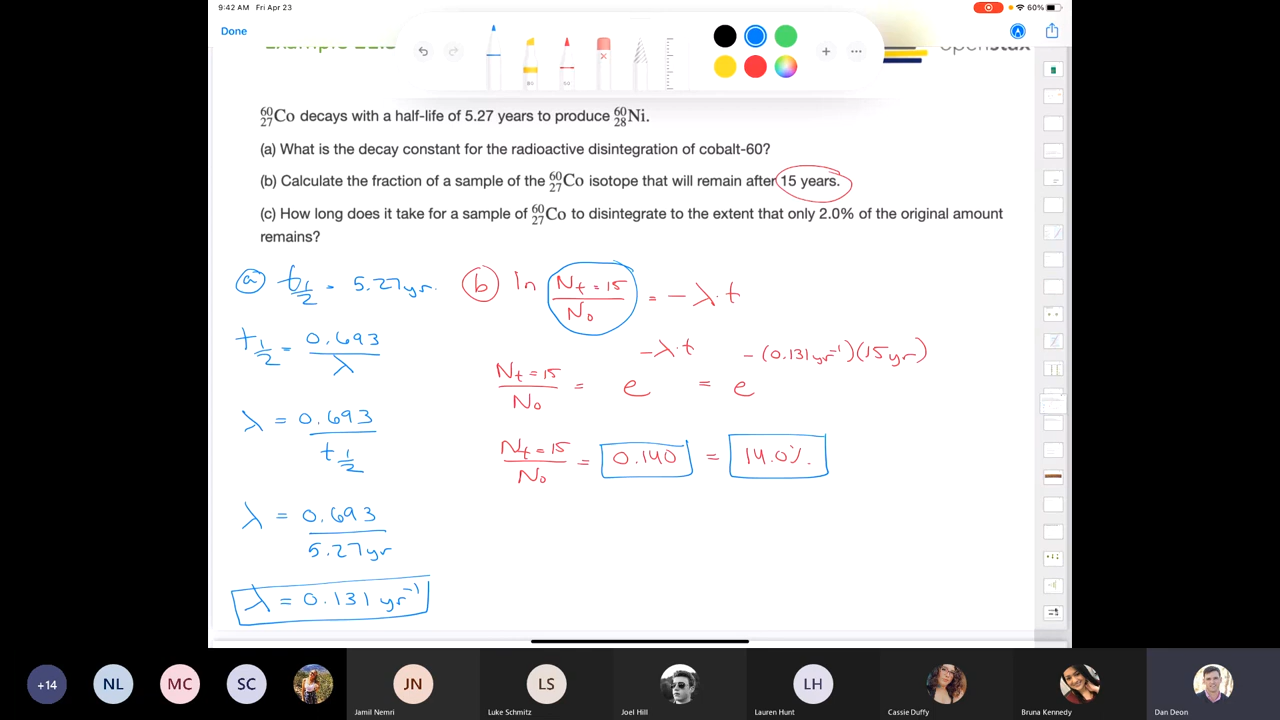 9:42 AM Fri Apr 23
60%
Done
openstax
⁶⁰₂₇Co decays with a half-life of 5.27 years to produce ⁶⁰₂₈Ni.
(a) What is the decay constant for the radioactive disintegration of cobalt-60?
(b) Calculate the fraction of a sample of the ⁶⁰₂₇Co isotope that will remain after 15 years.
(c) How long does it take for a sample of ⁶⁰₂₇Co to disintegrate to the extent that only 2.0% of the original amount
remains?
a t½ = 5.27 yr.
t½ = 0.693 / λ
λ = 0.693 / t½
λ = 0.693 / 5.27 yr
λ = 0.131 yr⁻¹
b ln Nt=15 / N₀ = -λ·t
Nt=15 / N₀ = e^-λ·t = e^-(0.131 yr⁻¹)(15 yr)
Nt=15 / N₀ = 0.140 = 14.0%.
+14
NL
MC
SC
JN
Jamil Nemri
LS
Luke Schmitz
Joel Hill
LH
Lauren Hunt
Cassie Duffy
Bruna Kennedy
Dan Deon